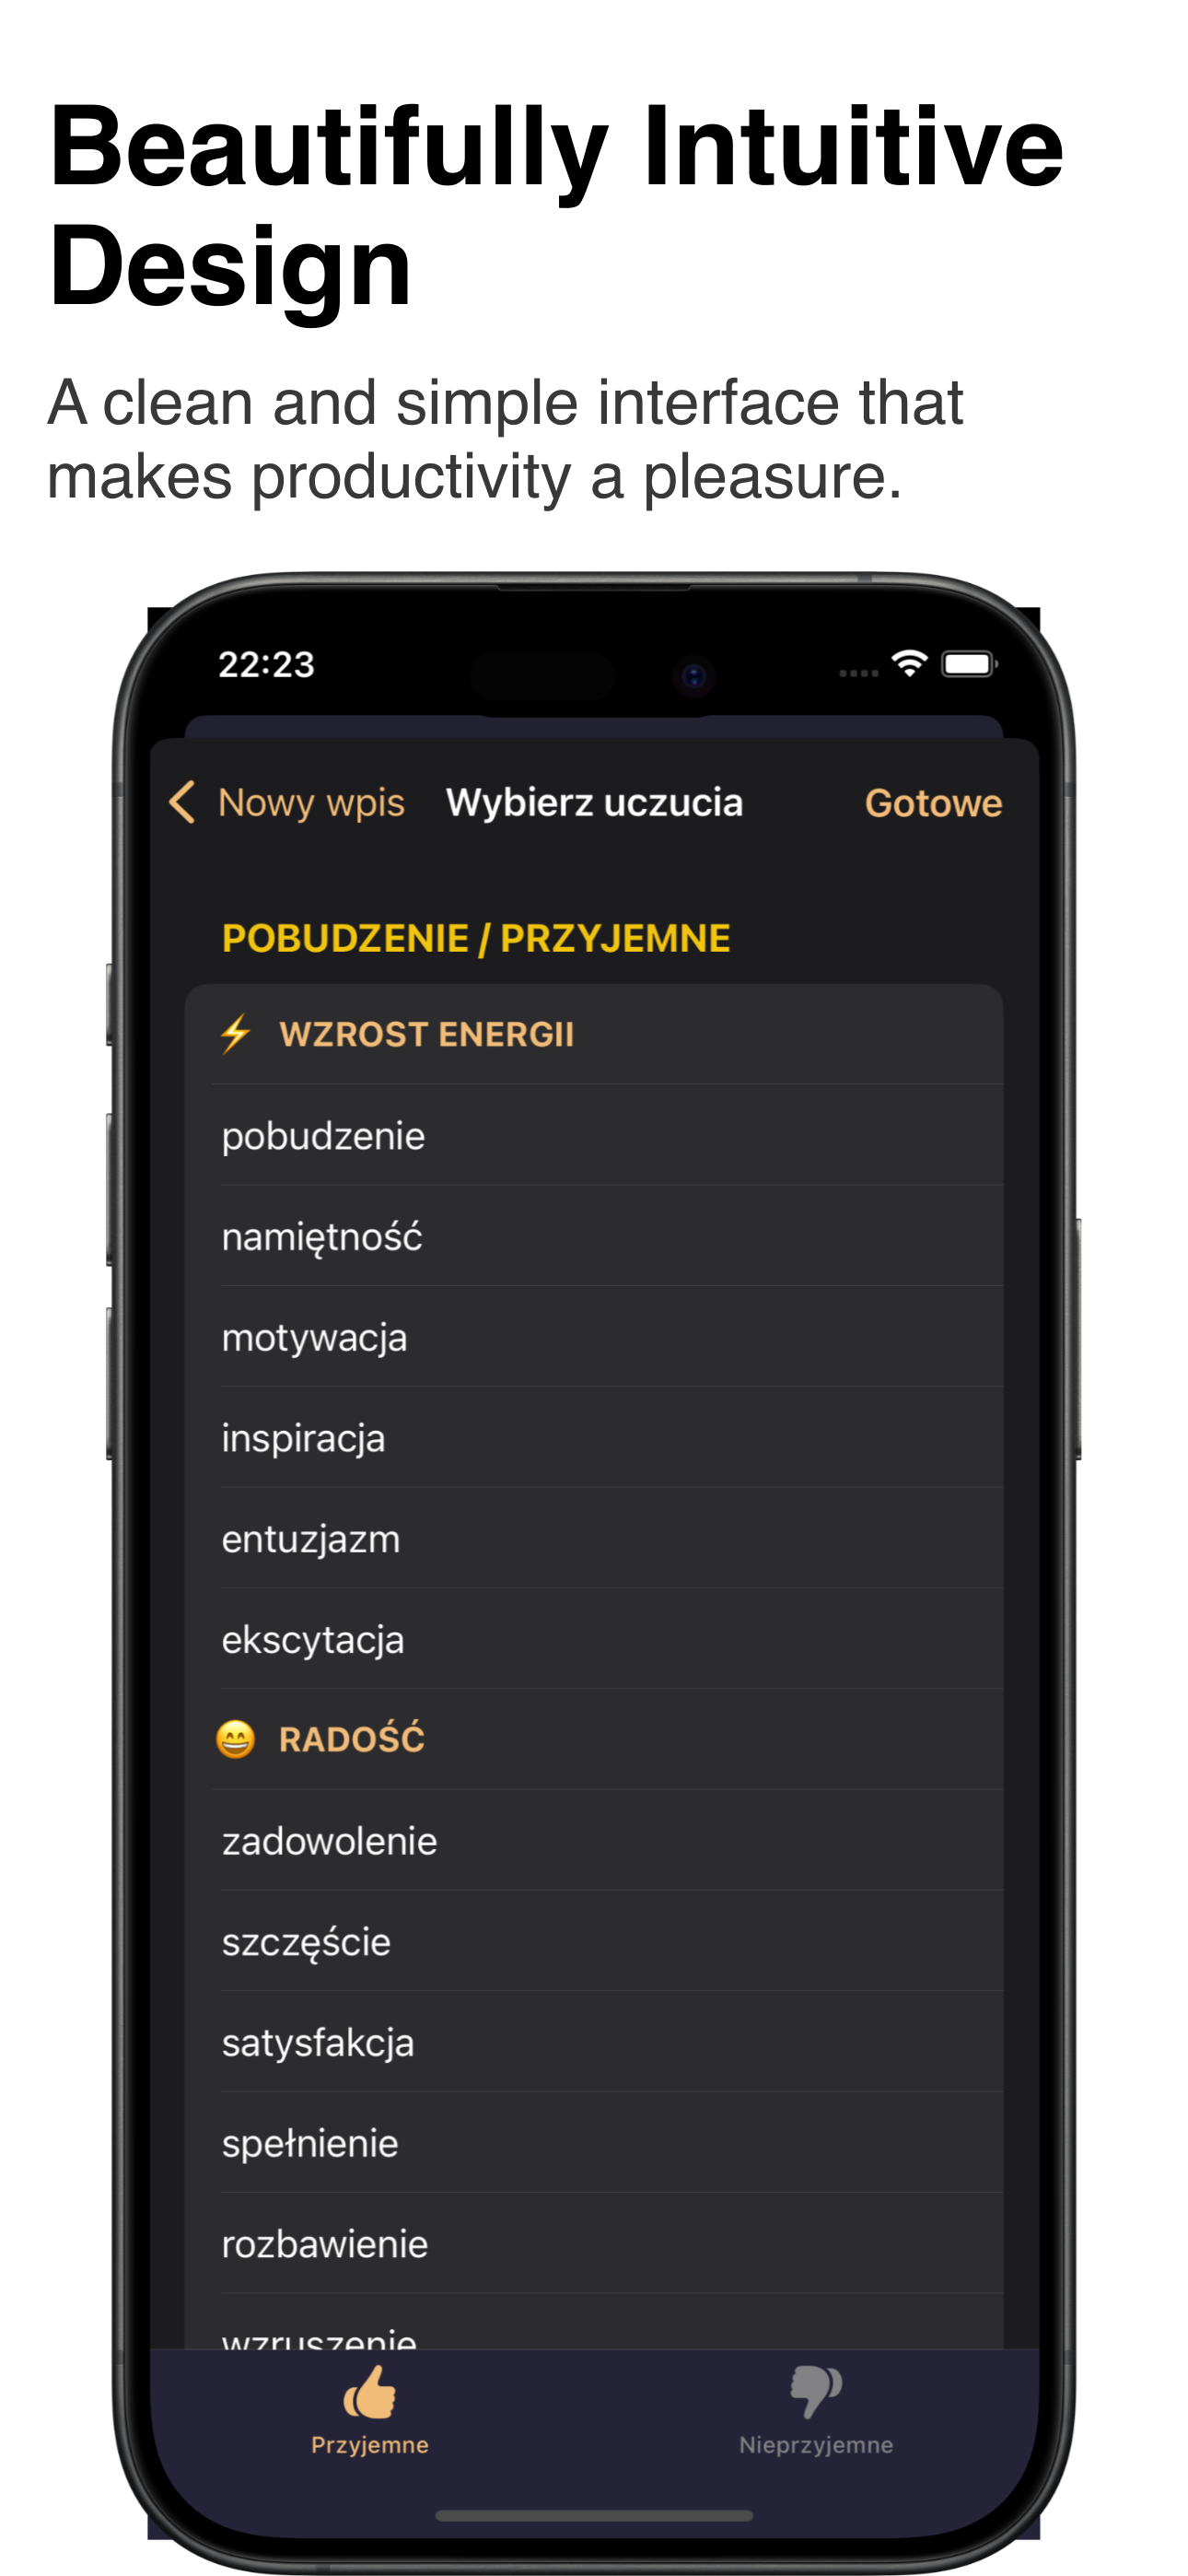 Beautifully Intuitive
Design
A clean and simple interface that
makes productivity a pleasure.
22:23
Nowy wpis Wybierz uczucia Gotowe
POBUDZENIE / PRZYJEMNE
⚡ WZROST ENERGII
pobudzenie
namiętność
motywacja
inspiracja
entuzjazm
ekscytacja
😄 RADOŚĆ
zadowolenie
szczęście
satysfakcja
spełnienie
rozbawienie
wzruszenie
Przyjemne Nieprzyjemne